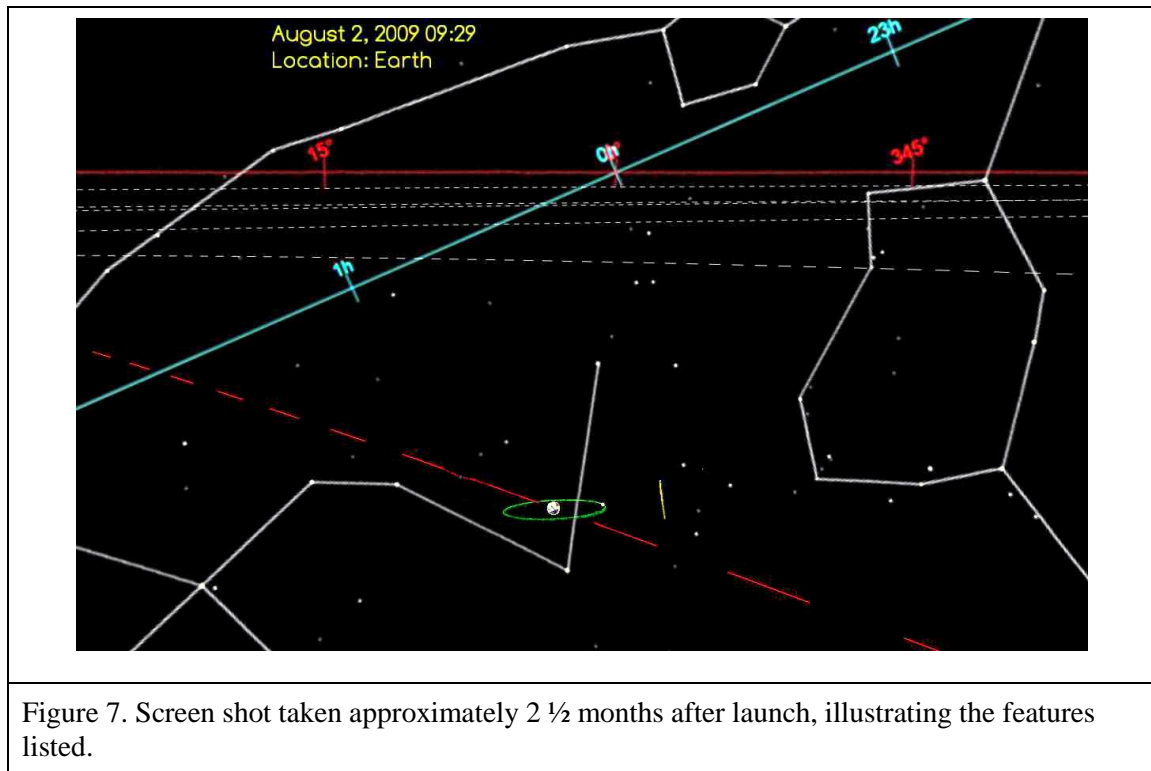 August 2, 2009 09:29
Location: Earth
23h
15°
0h
345°
1h
Figure 7. Screen shot taken approximately 2 ½ months after launch, illustrating the features
listed.